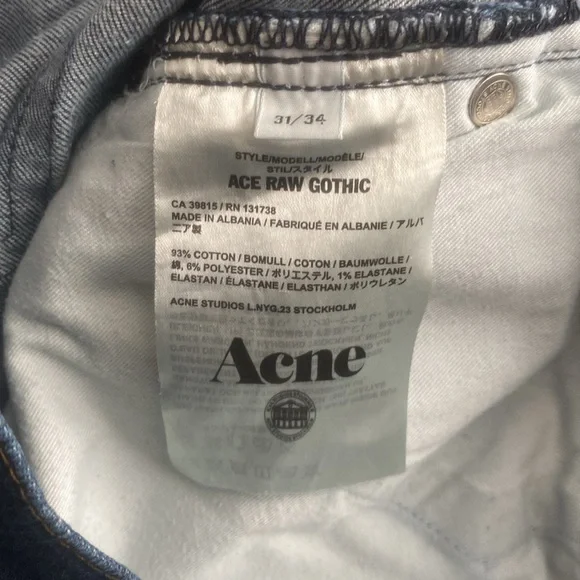 31/34
STYLE/MODELL/MODÈLE/
STIL/スタイル
ACE RAW GOTHIC
CA 39815 / RN 131738
MADE IN ALBANIA / FABRIQUÉ EN ALBANIE / アルバ
ニア製
93% COTTON / BOMULL / COTON / BAUMWOLLE /
綿, 6% POLYESTER / ポリエステル, 1% ELASTANE /
ELASTAN / ÉLASTANE / ELASTHAN / ポリウレタン
ACNE STUDIOS L.NYG.23 STOCKHOLM
Acne